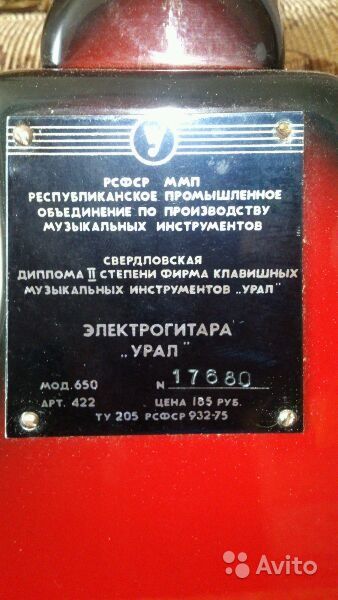 У
РСФСР ММП
РЕСПУБЛИКАНСКОЕ ПРОМЫШЛЕННОЕ
ОБЪЕДИНЕНИЕ ПО ПРОИЗВОДСТВУ
МУЗЫКАЛЬНЫХ ИНСТРУМЕНТОВ
СВЕРДЛОВСКАЯ
ДИПЛОМА II СТЕПЕНИ ФИРМА КЛАВИШНЫХ
МУЗЫКАЛЬНЫХ ИНСТРУМЕНТОВ „УРАЛ"
ЭЛЕКТРОГИТАРА
„УРАЛ"
МОД. 650 N 17680
АРТ. 422 ЦЕНА 185 РУБ.
ТУ 205 РСФСР 932-75
Avito